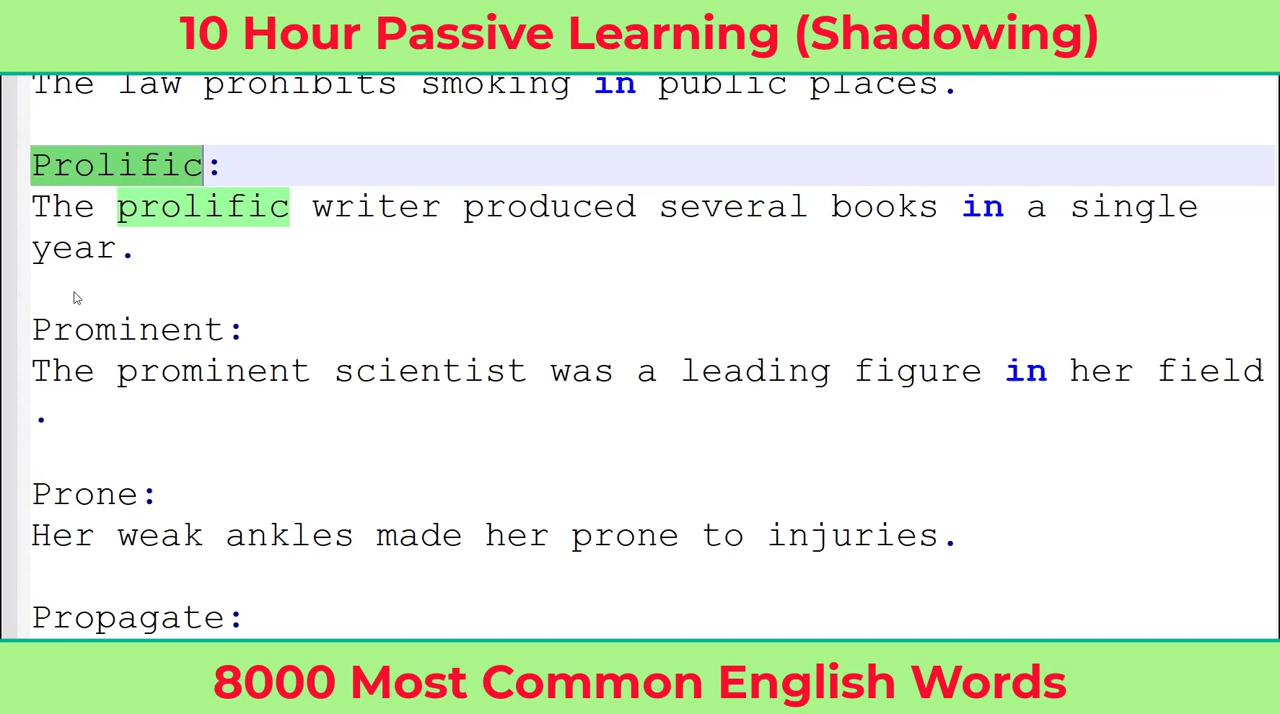 10 Hour Passive Learning (Shadowing)
The law prohibits smoking in public places.
Prolific:
The prolific writer produced several books in a single
year.
Prominent:
The prominent scientist was a leading figure in her field
.
Prone:
Her weak ankles made her prone to injuries.
Propagate:
8000 Most Common English Words